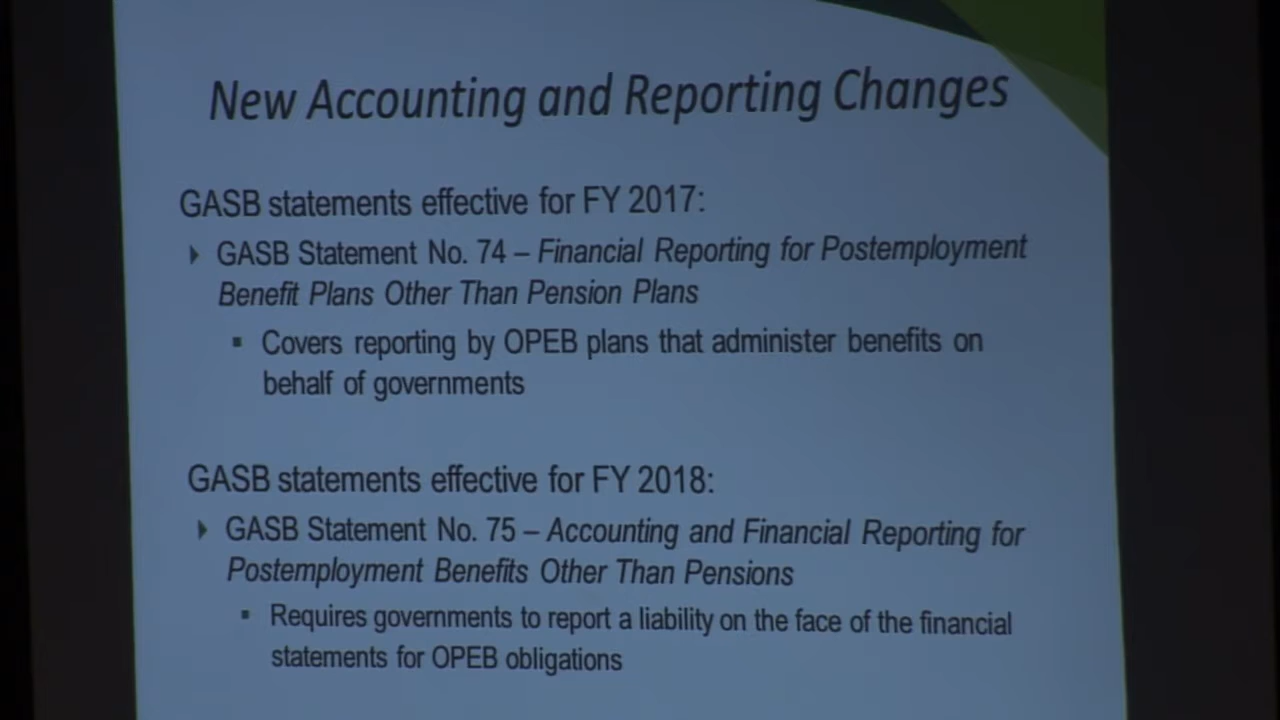 New Accounting and Reporting Changes
GASB statements effective for FY 2017:
GASB Statement No. 74 – Financial Reporting for Postemployment
Benefit Plans Other Than Pension Plans
Covers reporting by OPEB plans that administer benefits on
behalf of governments
GASB statements effective for FY 2018:
GASB Statement No. 75 – Accounting and Financial Reporting for
Postemployment Benefits Other Than Pensions
Requires governments to report a liability on the face of the financial
statements for OPEB obligations